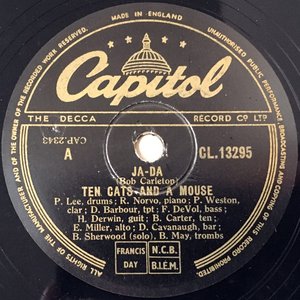 MADE IN ENGLAND
ALL RIGHTS OF THE MANUFACTURER AND OF THE OWNER OF THE RECORDED WORK RESERVED
UNAUTHORISED PUBLIC PERFORMANCE BROADCASTING AND COPYING OF THIS RECORD PROHIBITED
Capitol
THE DECCA RECORD CO LTD
CAP.2343
A
CL.13295
JA-DA
(Bob Carleton)
TEN CATS AND A MOUSE
P. Lee, drums; R. Norvo, piano; P. Weston,
clar; D. Barbour, tpt; F. DeVol, bass;
H. Derwin, guit; B. Carter, ten;
E. Miller, alto; D. Cavanaugh, bar;
B. Sherwood (solo), B. May, trombs
FRANCIS
DAY
N.C.B.
B.I.E.M.